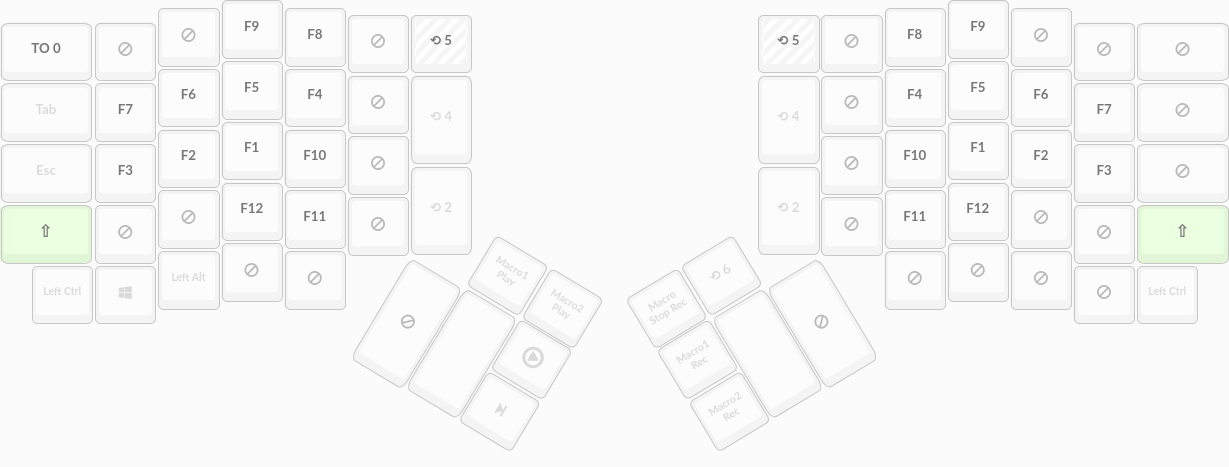 TO 0 F9 F8 ⟲ 5 ⟲ 5 F8 F9
Tab F7 F6 F5 F4 ⟲ 4 ⟲ 4 F4 F5 F6 F7
Esc F3 F2 F1 F10 F10 F1 F2 F3
⇧ F12 F11 ⟲ 2 ⟲ 2 F11 F12 ⇧
Left Ctrl Left Alt Left Ctrl
Macro1
Play
Macro2
Play
⟲ 6
Macro
Stop Rec
Macro1
Rec
Macro2
Rec